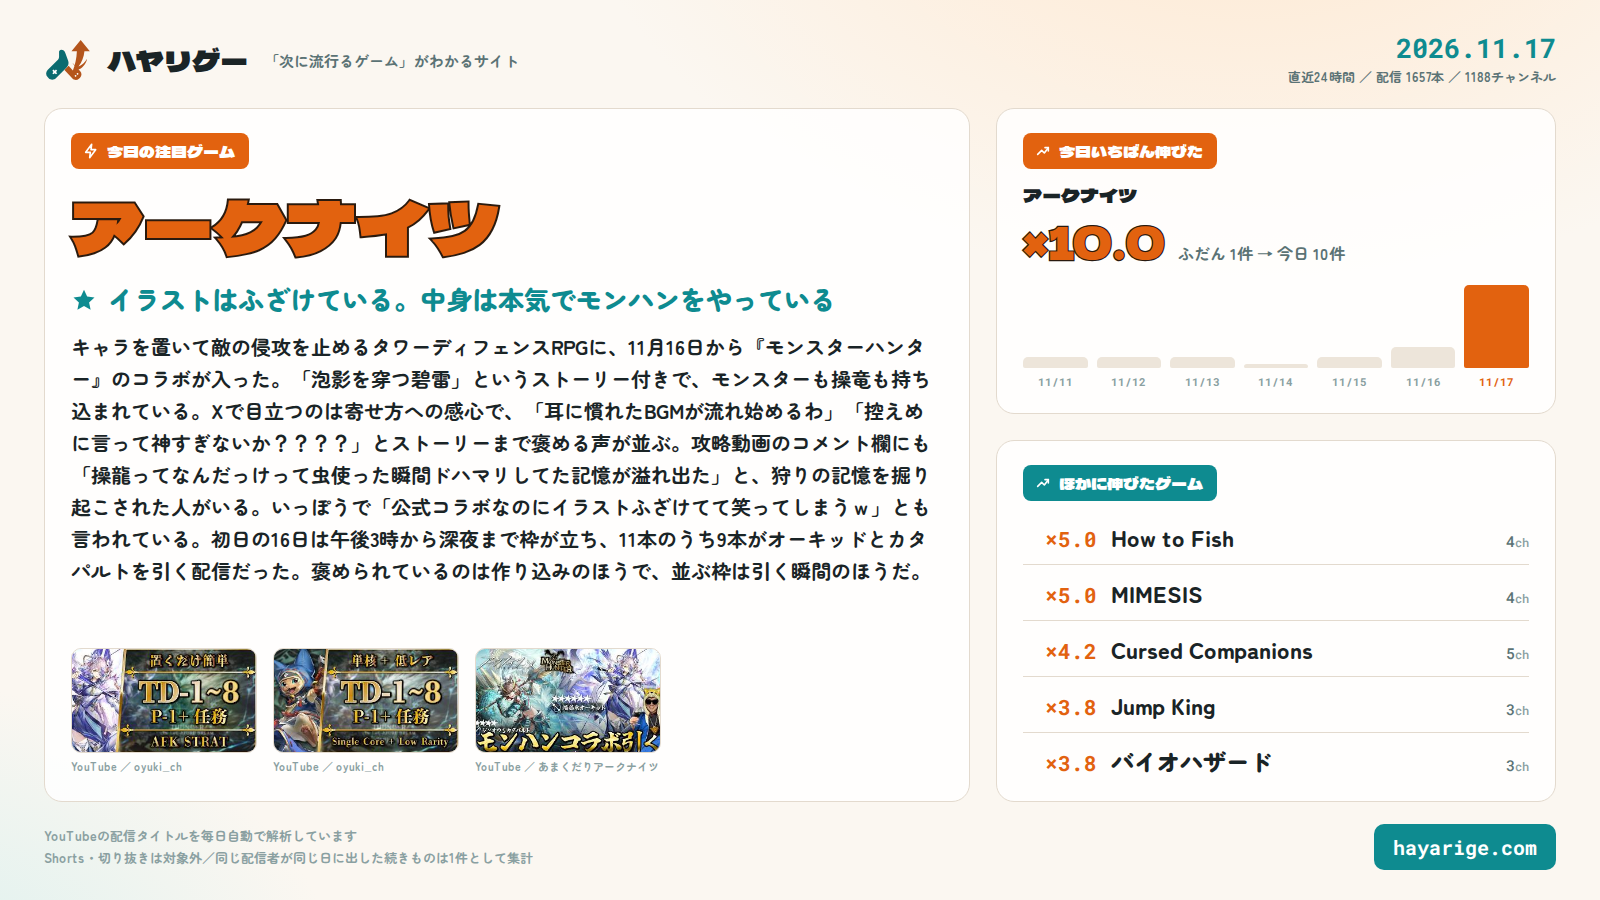 ハヤリゲー
「次に流行るゲーム」がわかるサイト
2026.11.17
直近24時間 ／ 配信 1657本 ／ 1188チャンネル
今日の注目ゲーム
アークナイツ
★ イラストはふざけている。中身は本気でモンハンをやっている
キャラを置いて敵の侵攻を止めるタワーディフェンスRPGに、11月16日から『モンスターハンタ
ー』のコラボが入った。「泡影を穿つ碧雷」というストーリー付きで、モンスターも操竜も持ち
込まれている。Xで目立つのは寄せ方への感心で、「耳に慣れたBGMが流れ始めるわ」「控えめ
に言って神すぎないか？？？？」とストーリーまで褒める声が並ぶ。攻略動画のコメント欄にも
「操龍ってなんだっけって虫使った瞬間ドハマリしてた記憶が溢れ出た」と、狩りの記憶を掘り
起こされた人がいる。いっぽうで「公式コラボなのにイラストふざけてて笑ってしまうｗ」とも
言われている。初日の16日は午後3時から深夜まで枠が立ち、11本のうち9本がオーキッドとカタ
パルトを引く配信だった。褒められているのは作り込みのほうで、並ぶ枠は引く瞬間のほうだ。
置くだけ簡単
TD-1~8
P-1+ 任務
AFK STRAT
YouTube ／ oyuki_ch
単核 + 低レア
TD-1~8
P-1+ 任務
Single Core + Low Rarity
YouTube ／ oyuki_ch
モンハンコラボ引く
YouTube ／ あまくだりアークナイツ
今日いちばん伸びた
アークナイツ
×10.0 ふだん 1件 → 今日 10件
11/11 11/12 11/13 11/14 11/15 11/16 11/17
ほかに伸びたゲーム
×5.0 How to Fish 4ch
×5.0 MIMESIS 4ch
×4.2 Cursed Companions 5ch
×3.8 Jump King 3ch
×3.8 バイオハザード 3ch
YouTubeの配信タイトルを毎日自動で解析しています
Shorts・切り抜きは対象外／同じ配信者が同じ日に出した続きものは1件として集計
hayarige.com